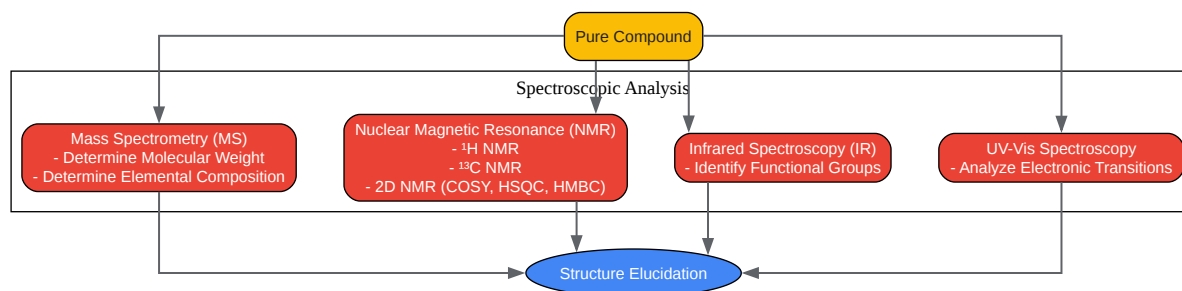 Pure Compound
Spectroscopic Analysis
Mass Spectrometry (MS)
- Determine Molecular Weight
- Determine Elemental Composition
Nuclear Magnetic Resonance (NMR)
- ¹H NMR
- ¹³C NMR
- 2D NMR (COSY, HSQC, HMBC)
Infrared Spectroscopy (IR)
- Identify Functional Groups
UV-Vis Spectroscopy
- Analyze Electronic Transitions
Structure Elucidation